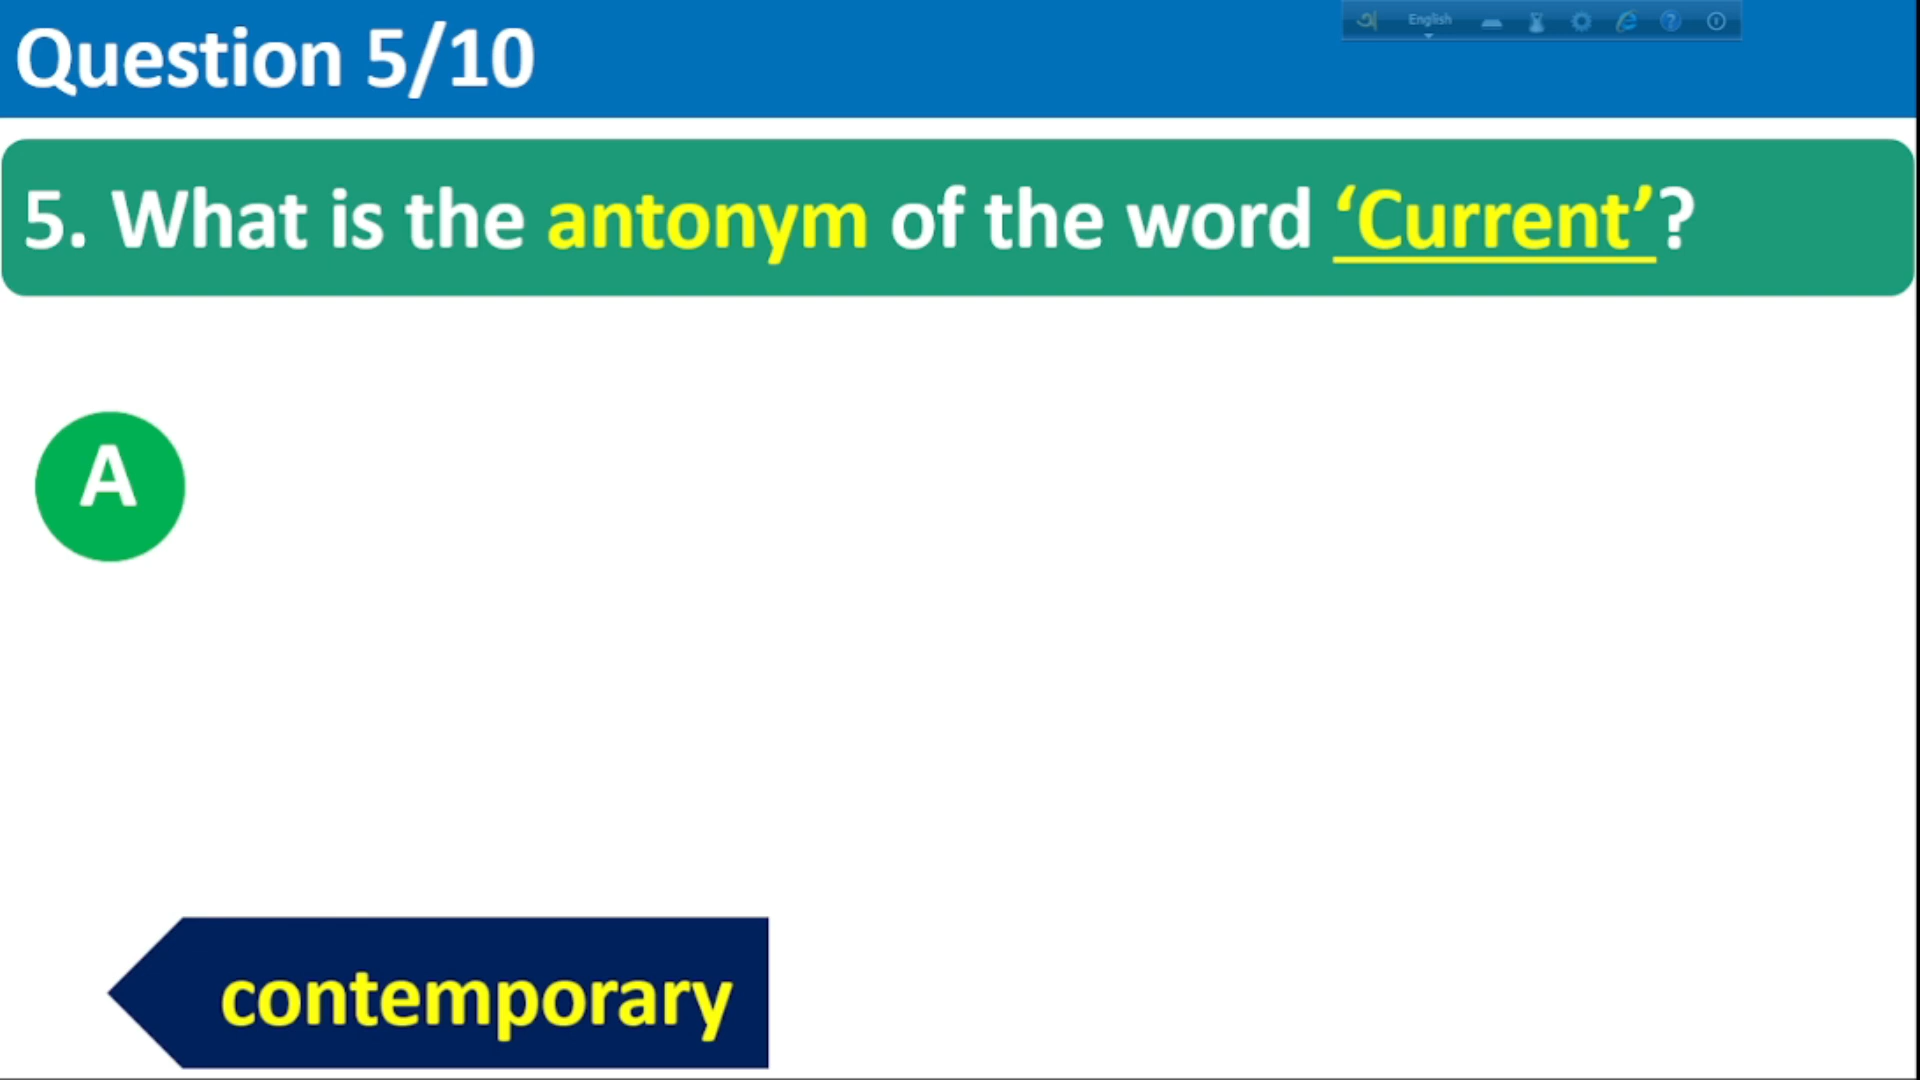 Question 5/10
English
5. What is the antonym of the word ‘Current’?
A
contemporary